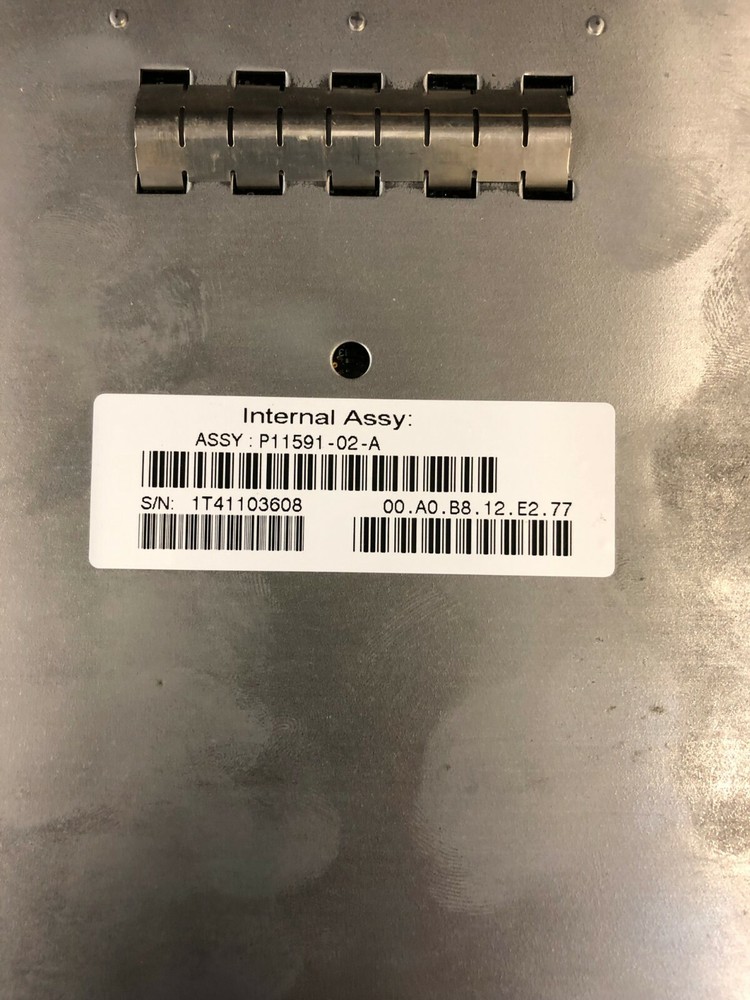 Internal Assy:
ASSY : P11591-02-A
S/N: 1T41103608
00.A0.B8.12.E2.77